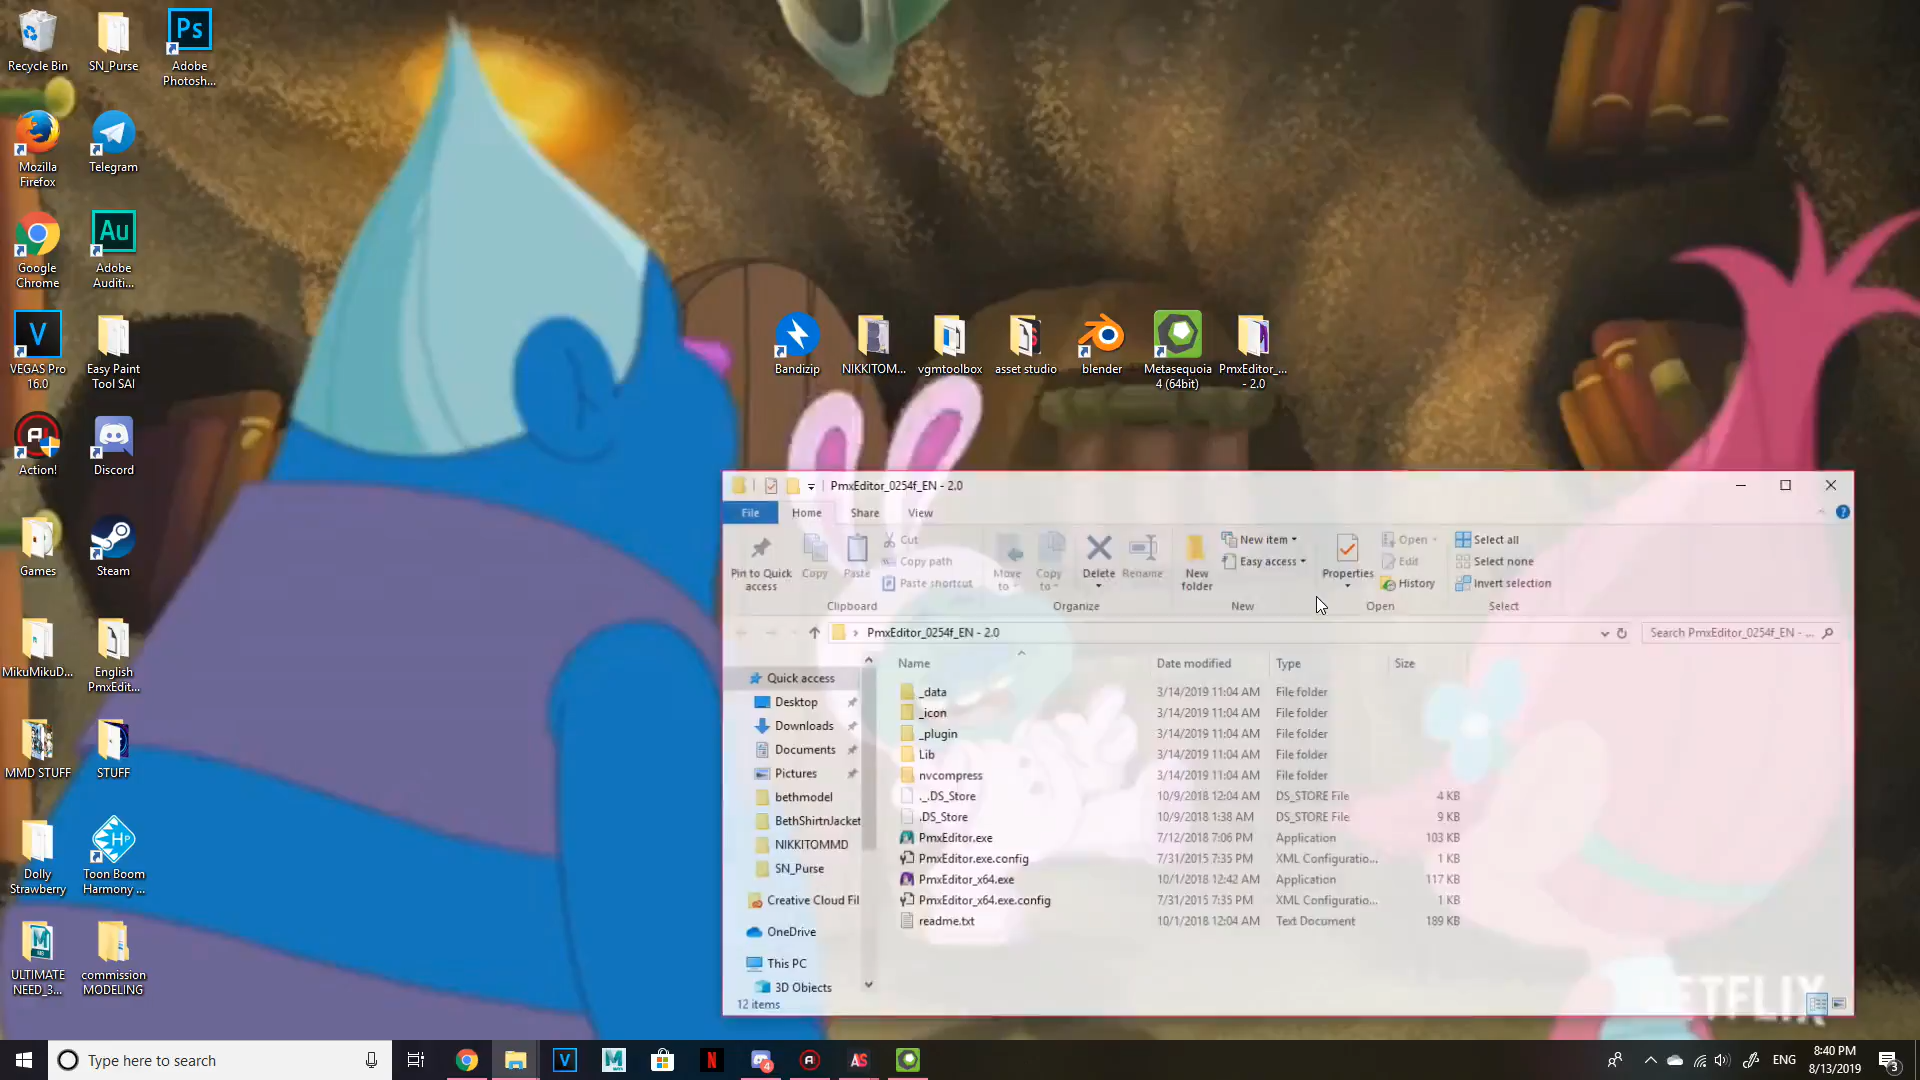 Recycle Bin
SN_Purse
Ps
Adobe
Photosh...
Mozilla
Firefox
Telegram
Google
Chrome
Au
Adobe
Auditi...
VEGAS Pro
16.0
Easy Paint
Tool SAI
Action!
Discord
Games
Steam
MikuMikuD...
English
PmxEdit...
MMD STUFF
STUFF
Dolly
Strawberry
Toon Boom
Harmony ...
ULTIMATE
NEED_3...
commission
MODELING
Bandizip
NIKKITOM...
vgmtoolbox
asset studio
blender
Metasequoia
4 (64bit)
PmxEditor_...
- 2.0
PmxEditor_0254f_EN - 2.0
File Home Share View
Pin to Quick
access
Copy
Paste
Cut
Copy path
Paste shortcut
Clipboard
Move
to
Copy
to
Delete
Rename
Organize
New
folder
New item
Easy access
New
Properties
Open
Edit
History
Open
Select all
Select none
Invert selection
Select
PmxEditor_0254f_EN - 2.0
Search PmxEditor_0254f_EN - ...
Quick access
Desktop
Downloads
Documents
Pictures
bethmodel
BethShirtnJacket
NIKKITOMMD
SN_Purse
Creative Cloud Fil
OneDrive
This PC
3D Objects
Name Date modified Type Size
_data 3/14/2019 11:04 AM File folder
_icon 3/14/2019 11:04 AM File folder
_plugin 3/14/2019 11:04 AM File folder
Lib 3/14/2019 11:04 AM File folder
nvcompress 3/14/2019 11:04 AM File folder
._.DS_Store 10/9/2018 12:04 AM DS_STORE File 4 KB
.DS_Store 10/9/2018 1:38 AM DS_STORE File 9 KB
PmxEditor.exe 7/12/2018 7:06 PM Application 103 KB
PmxEditor.exe.config 7/31/2015 7:35 PM XML Configuratio... 1 KB
PmxEditor_x64.exe 10/1/2018 12:42 AM Application 117 KB
PmxEditor_x64.exe.config 7/31/2015 7:35 PM XML Configuratio... 1 KB
readme.txt 10/1/2018 12:04 AM Text Document 189 KB
12 items
Type here to search
ENG
8:40 PM
8/13/2019